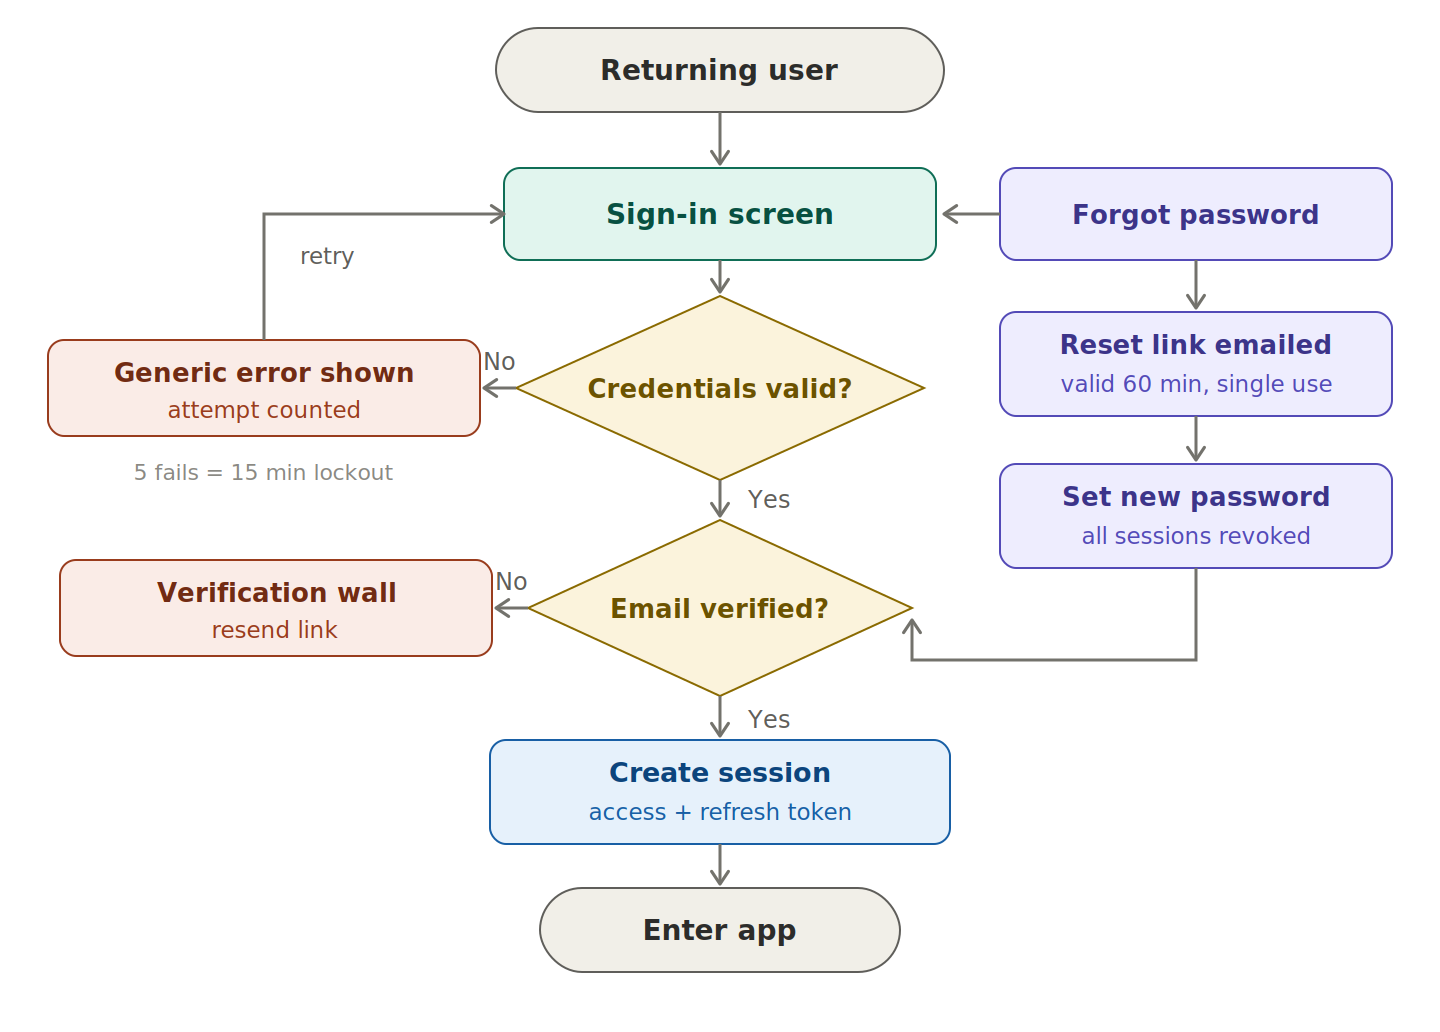 Returning user
Sign-in screen
Forgot password
retry
Generic error shown
attempt counted
5 fails = 15 min lockout
No
Credentials valid?
Yes
Reset link emailed
valid 60 min, single use
Set new password
all sessions revoked
Verification wall
resend link
No
Email verified?
Yes
Create session
access + refresh token
Enter app